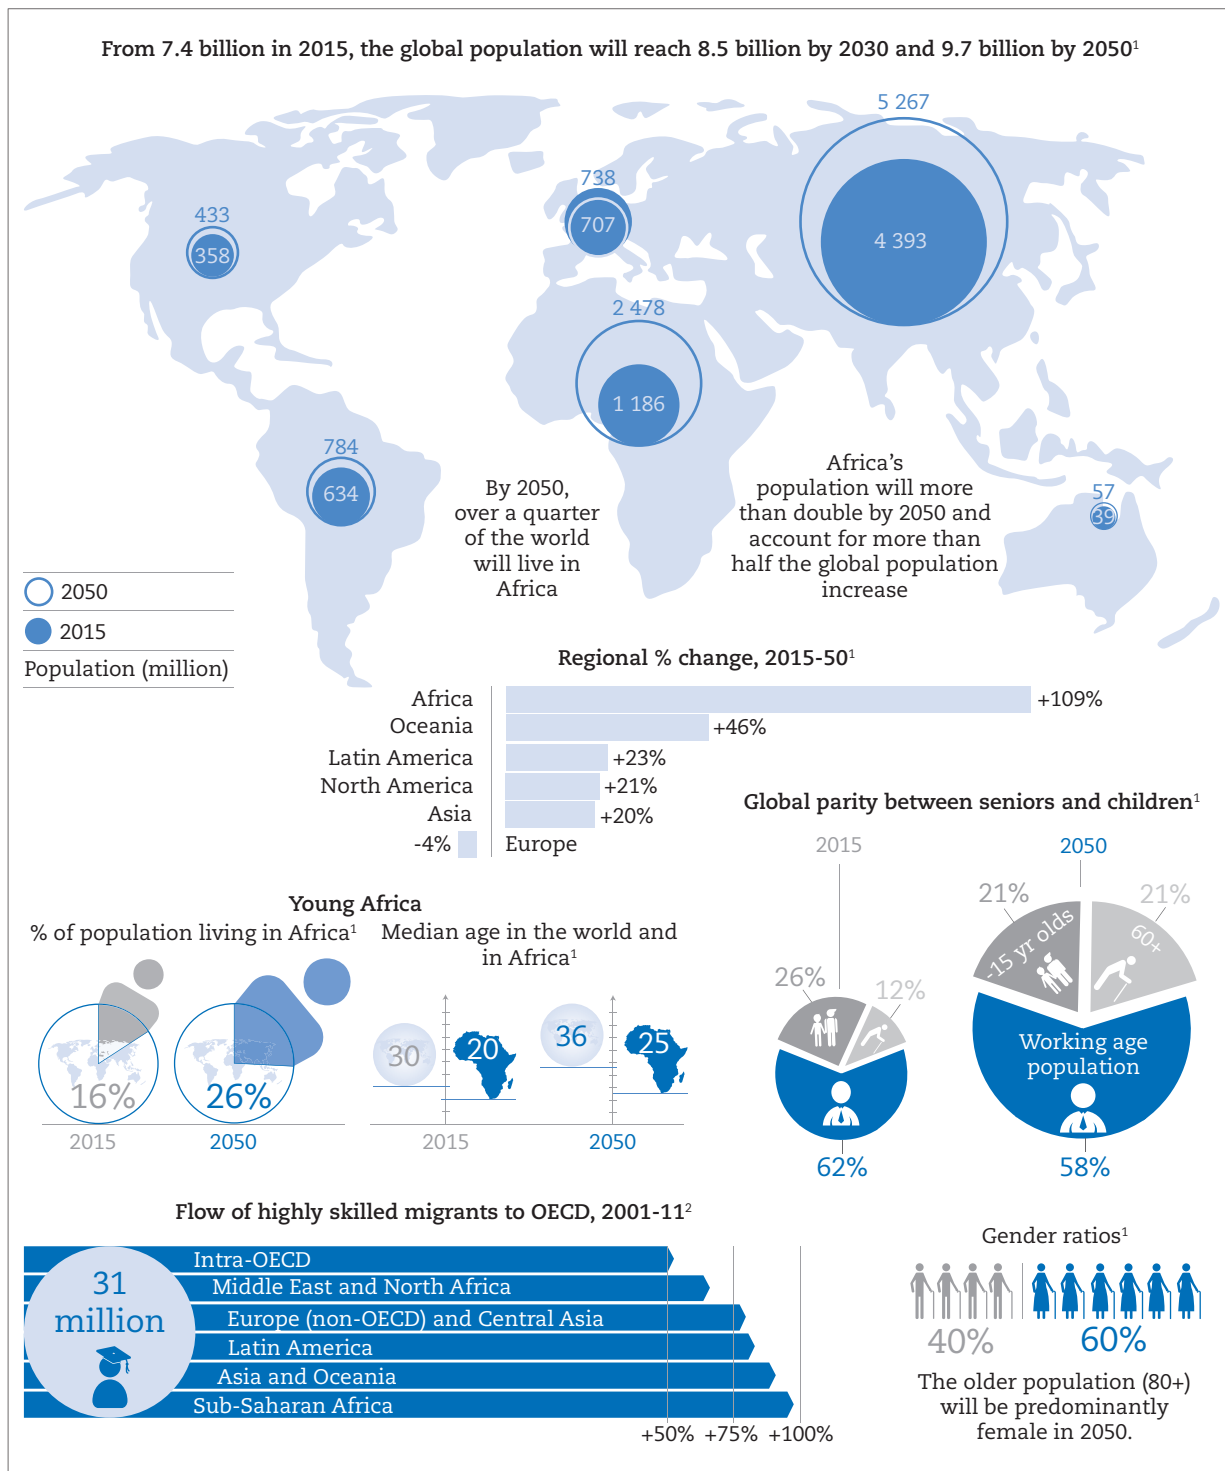 From 7.4 billion in 2015, the global population will reach 8.5 billion by 2030 and 9.7 billion by 2050¹
5 267
4 393
738
707
433
358
2 478
1 186
784
634
57
39
By 2050,
over a quarter
of the world
will live in
Africa
Africa’s
population will more
than double by 2050 and
account for more than
half the global population
increase
2050
2015
Population (million)
Regional % change, 2015-50¹
Africa +109%
Oceania +46%
Latin America +23%
North America +21%
Asia +20%
-4% Europe
Global parity between seniors and children¹
2015
26%
12%
62%
2050
21%
21%
-15 yr olds
60+
Working age
population
58%
Young Africa
% of population living in Africa¹
16%
26%
2015
2050
Median age in the world and
in Africa¹
30
20
36
25
2015
2050
Flow of highly skilled migrants to OECD, 2001-11²
31
million
Intra-OECD
Middle East and North Africa
Europe (non-OECD) and Central Asia
Latin America
Asia and Oceania
Sub-Saharan Africa
+50% +75% +100%
Gender ratios¹
40%
60%
The older population (80+)
will be predominantly
female in 2050.